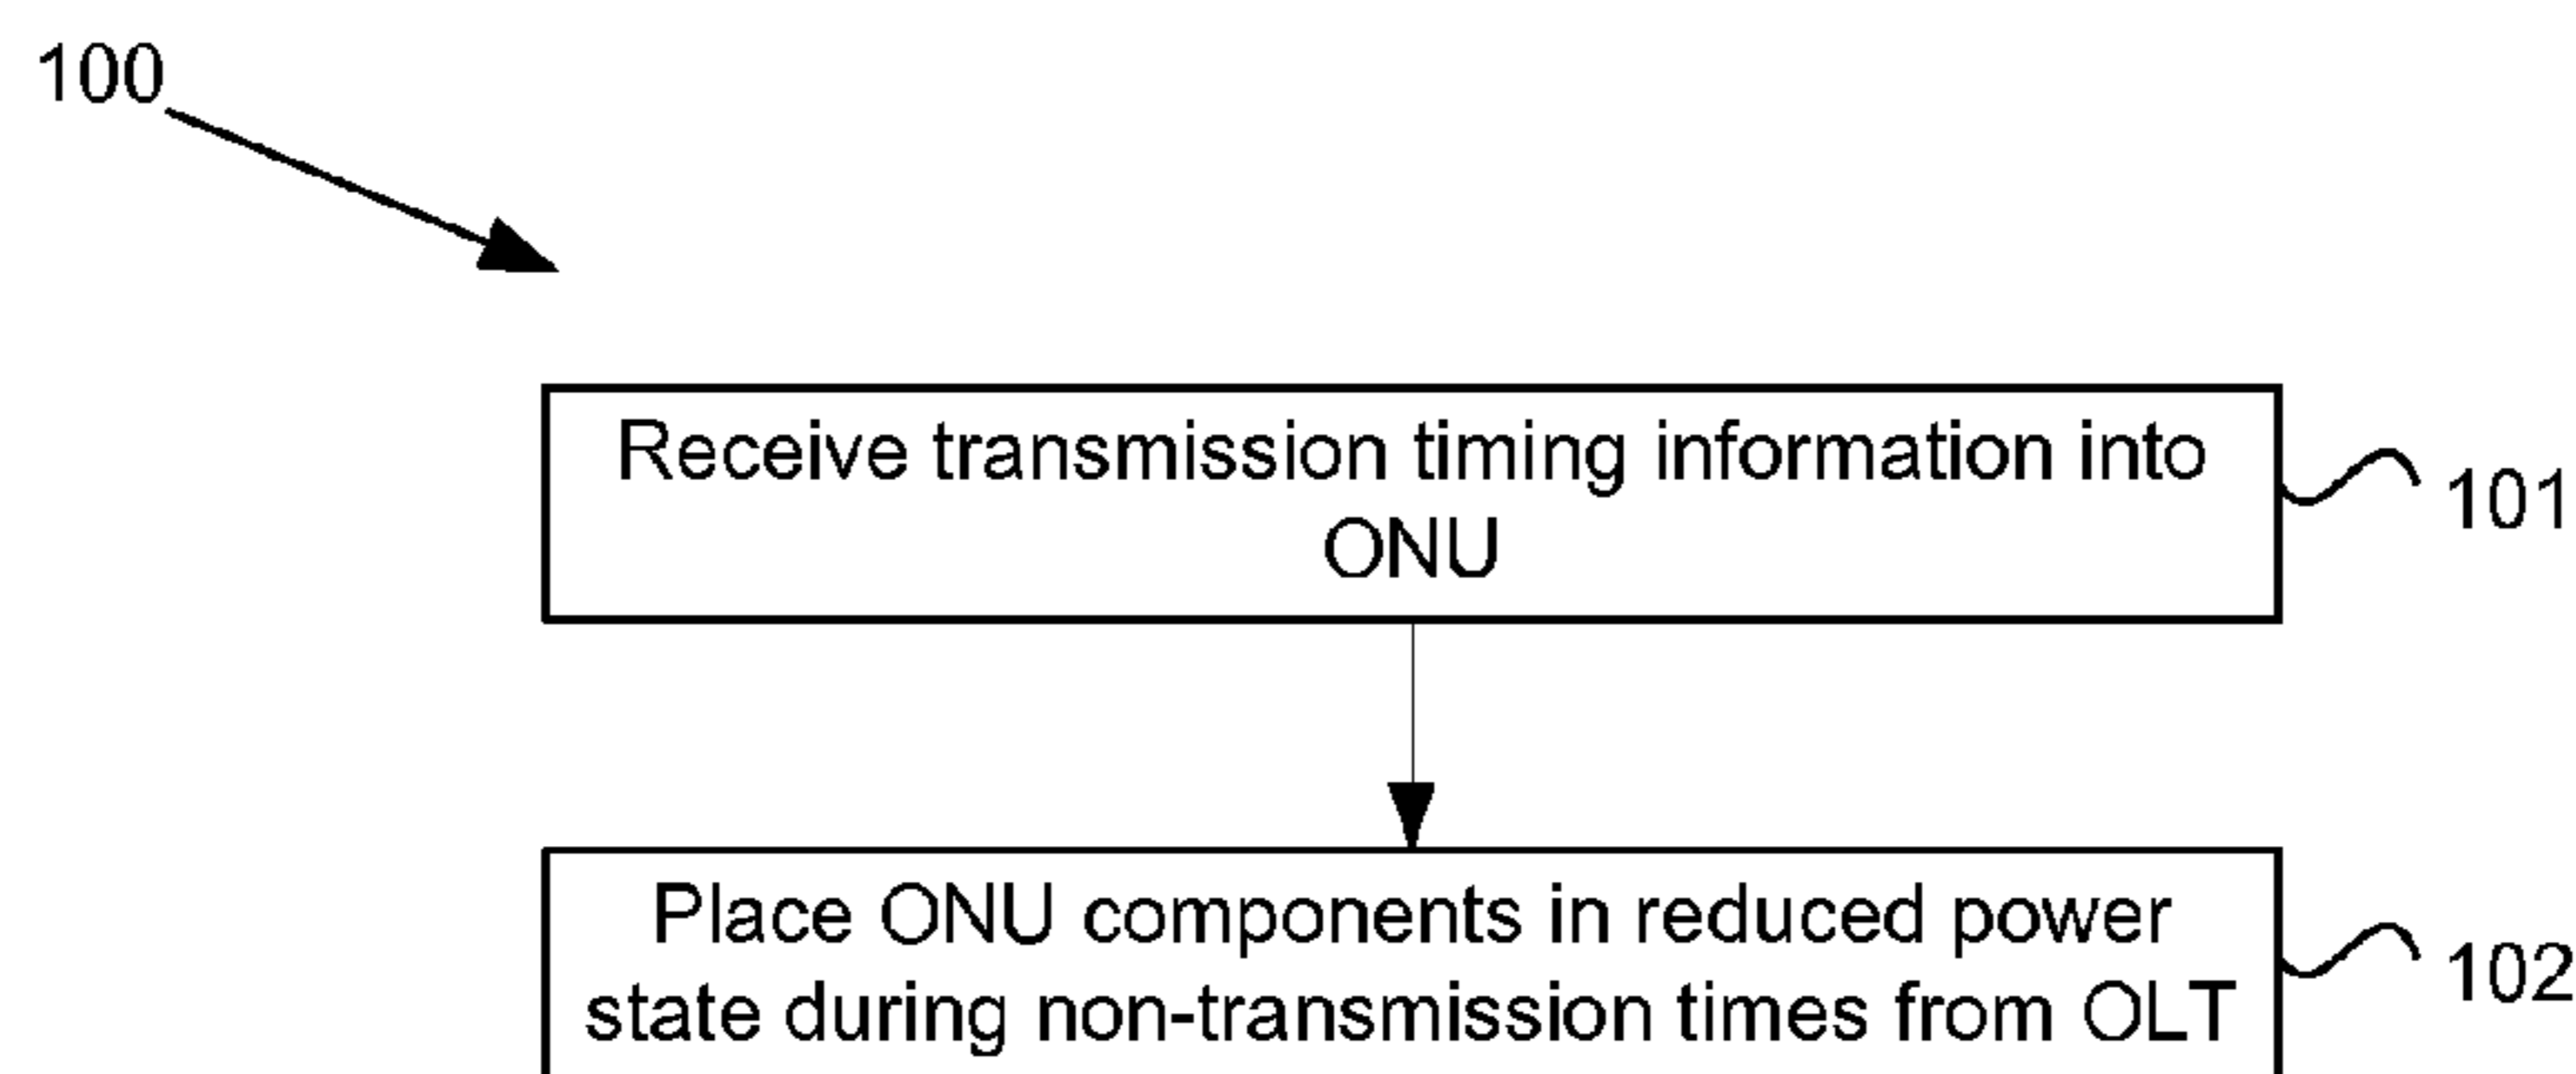 100
Receive transmission timing information into
ONU
101
Place ONU components in reduced power
state during non-transmission times from OLT
102